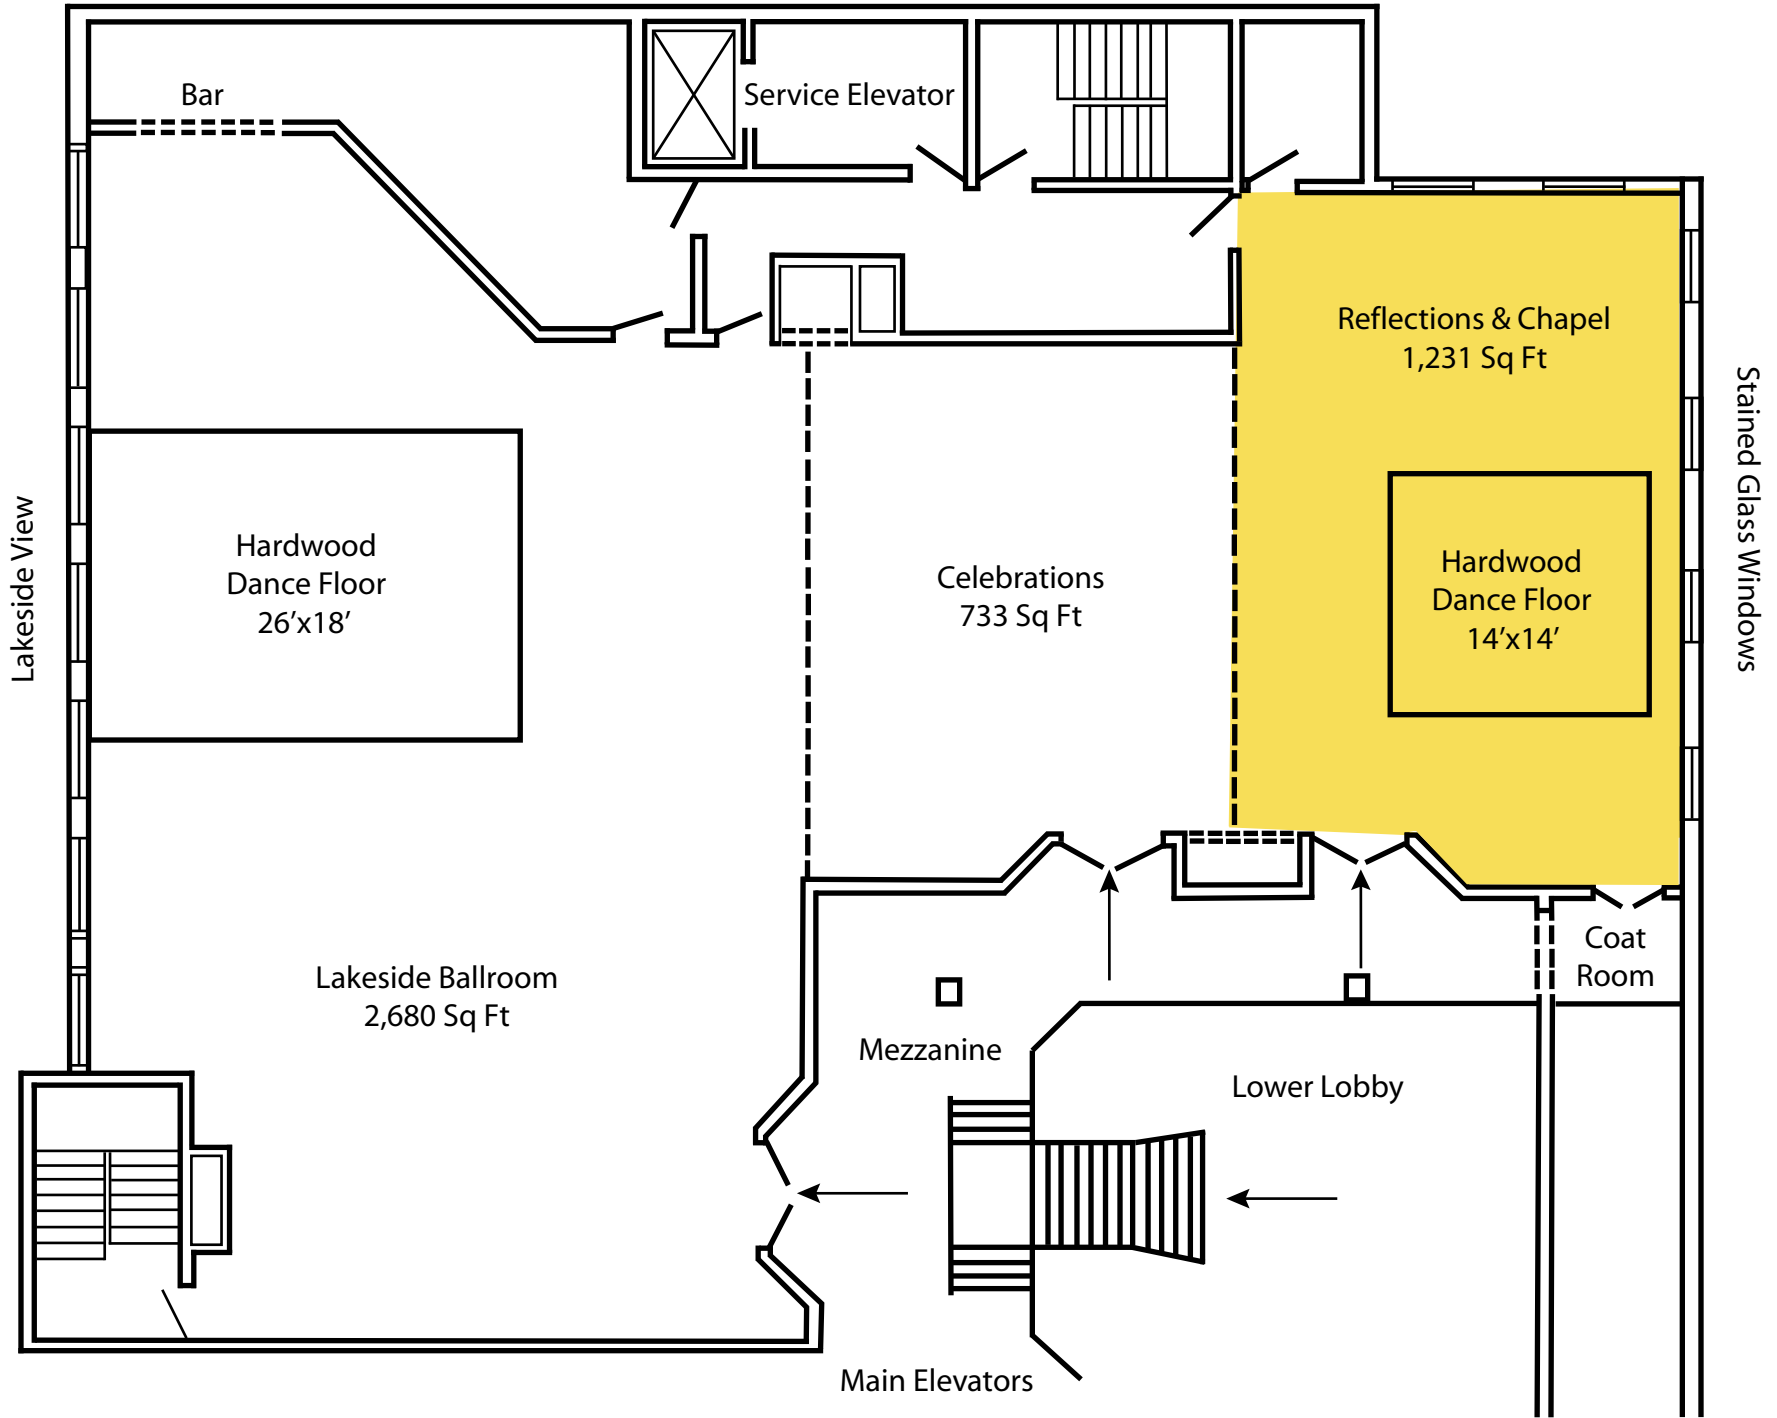 Bar
Service Elevator
Reflections & Chapel
1,231 Sq Ft
Stained Glass Windows
Lakeside View
Hardwood
Dance Floor
26’x18’
Celebrations
733 Sq Ft
Hardwood
Dance Floor
14’x14’
Lakeside Ballroom
2,680 Sq Ft
Coat
Room
Mezzanine
Lower Lobby
Main Elevators